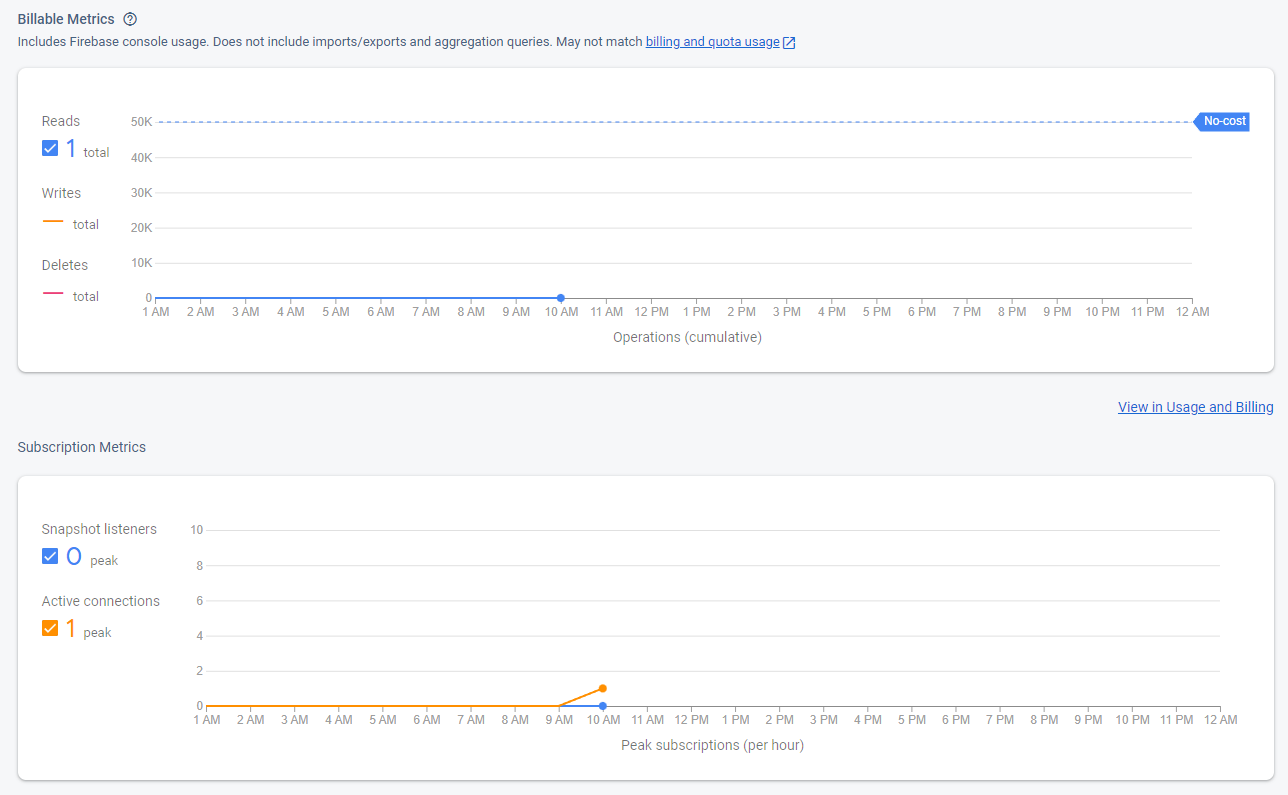 Billable Metrics
Includes Firebase console usage. Does not include imports/exports and aggregation queries. May not match billing and quota usage
Reads
1 total
Writes
total
Deletes
total
50K
40K
30K
20K
10K
0
No-cost
1 AM 2 AM 3 AM 4 AM 5 AM 6 AM 7 AM 8 AM 9 AM 10 AM 11 AM 12 PM 1 PM 2 PM 3 PM 4 PM 5 PM 6 PM 7 PM 8 PM 9 PM 10 PM 11 PM 12 AM
Operations (cumulative)
View in Usage and Billing
Subscription Metrics
Snapshot listeners
0 peak
Active connections
1 peak
10
8
6
4
2
0
1 AM 2 AM 3 AM 4 AM 5 AM 6 AM 7 AM 8 AM 9 AM 10 AM 11 AM 12 PM 1 PM 2 PM 3 PM 4 PM 5 PM 6 PM 7 PM 8 PM 9 PM 10 PM 11 PM 12 AM
Peak subscriptions (per hour)